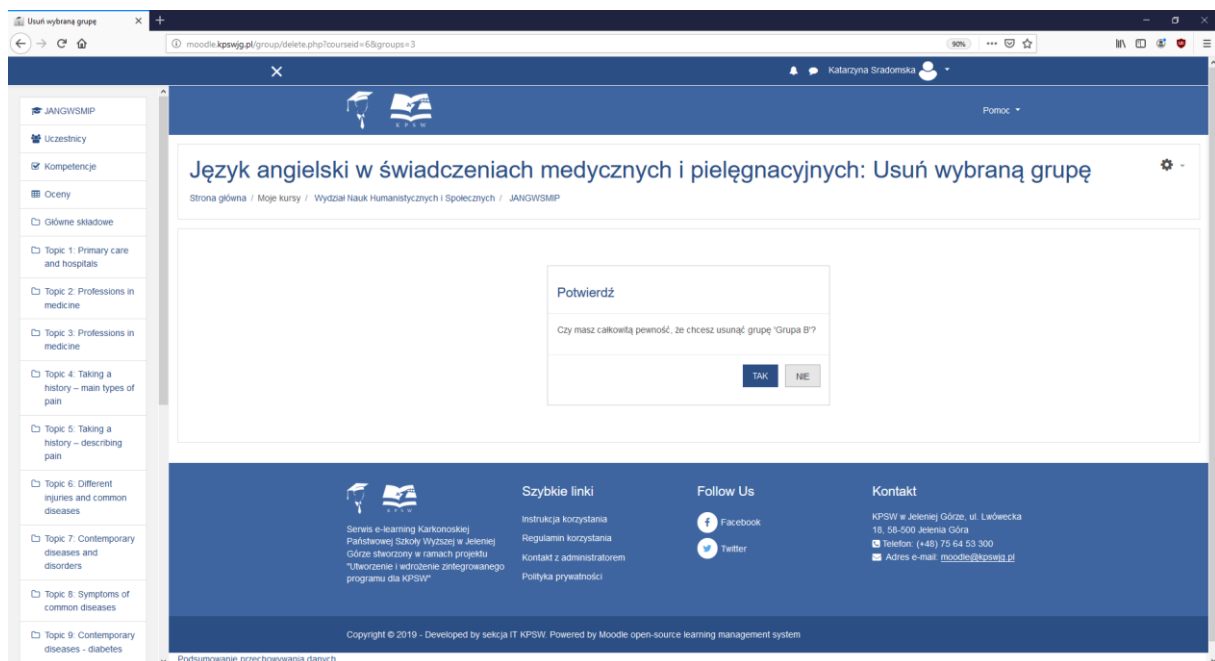 Usuń wybraną grupę
moodle.kpswjg.pl/group/delete.php?courseid=6&groups=3
90%
Katarzyna Sradomska
KPSW
Pomoc
JANGWSMIP
Uczestnicy
Kompetencje
Oceny
Główne składowe
Topic 1: Primary care
and hospitals
Topic 2: Professions in
medicine
Topic 3: Professions in
medicine
Topic 4: Taking a
history – main types of
pain
Topic 5: Taking a
history – describing
pain
Topic 6: Different
injuries and common
diseases
Topic 7: Contemporary
diseases and
disorders
Topic 8: Symptoms of
common diseases
Topic 9: Contemporary
diseases - diabetes
Język angielski w świadczeniach medycznych i pielęgnacyjnych: Usuń wybraną grupę
Strona główna / Moje kursy / Wydział Nauk Humanistycznych i Społecznych / JANGWSMIP
Potwierdź
Czy masz całkowitą pewność, że chcesz usunąć grupę 'Grupa B'?
TAK NIE
KPSW
Serwis e-learning Karkonoskiej
Państwowej Szkoły Wyższej w Jeleniej
Górze stworzony w ramach projektu
"Utworzenie i wdrożenie zintegrowanego
programu dla KPSW"
Szybkie linki
Instrukcja korzystania
Regulamin korzystania
Kontakt z administratorem
Polityka prywatności
Follow Us
Facebook
Twitter
Kontakt
KPSW w Jeleniej Górze, ul. Lwówecka
18, 58-500 Jelenia Góra
Telefon: (+48) 75 64 53 300
Adres e-mail: moodle@kpswjg.pl
Copyright © 2019 - Developed by sekcja IT KPSW. Powered by Moodle open-source learning management system
Podsumowanie przechowywania danych